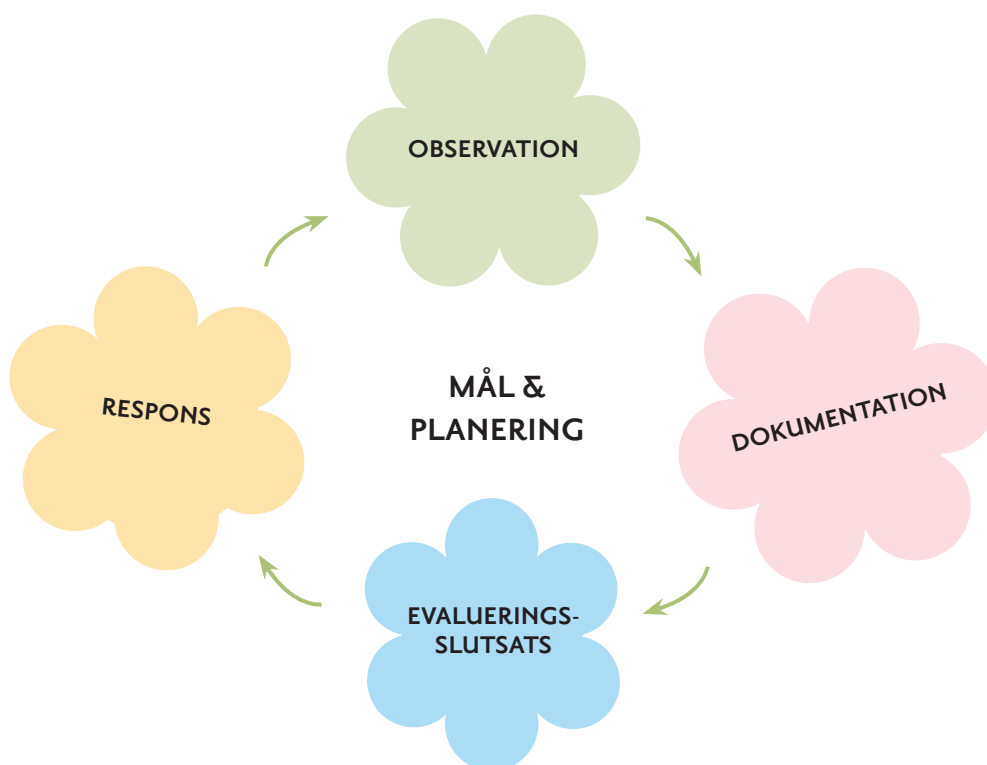 OBSERVATION
RESPONS
MÅL &
PLANERING
DOKUMENTATION
EVALUERINGS-
SLUTSATS